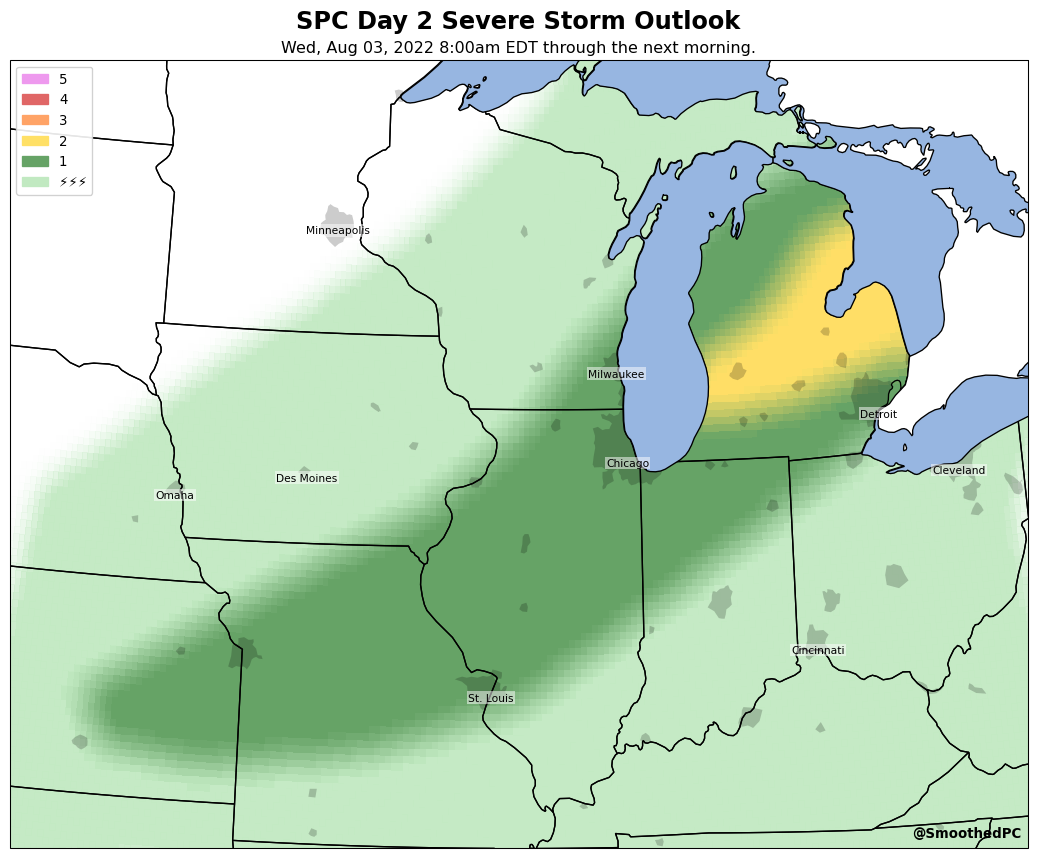 SPC Day 2 Severe Storm Outlook
Wed, Aug 03, 2022 8:00am EDT through the next morning.
5
4
3
2
1
⚡⚡⚡
Minneapolis
Milwaukee
Detroit
Chicago
Cleveland
Des Moines
Omaha
Cincinnati
St. Louis
@SmoothedPC